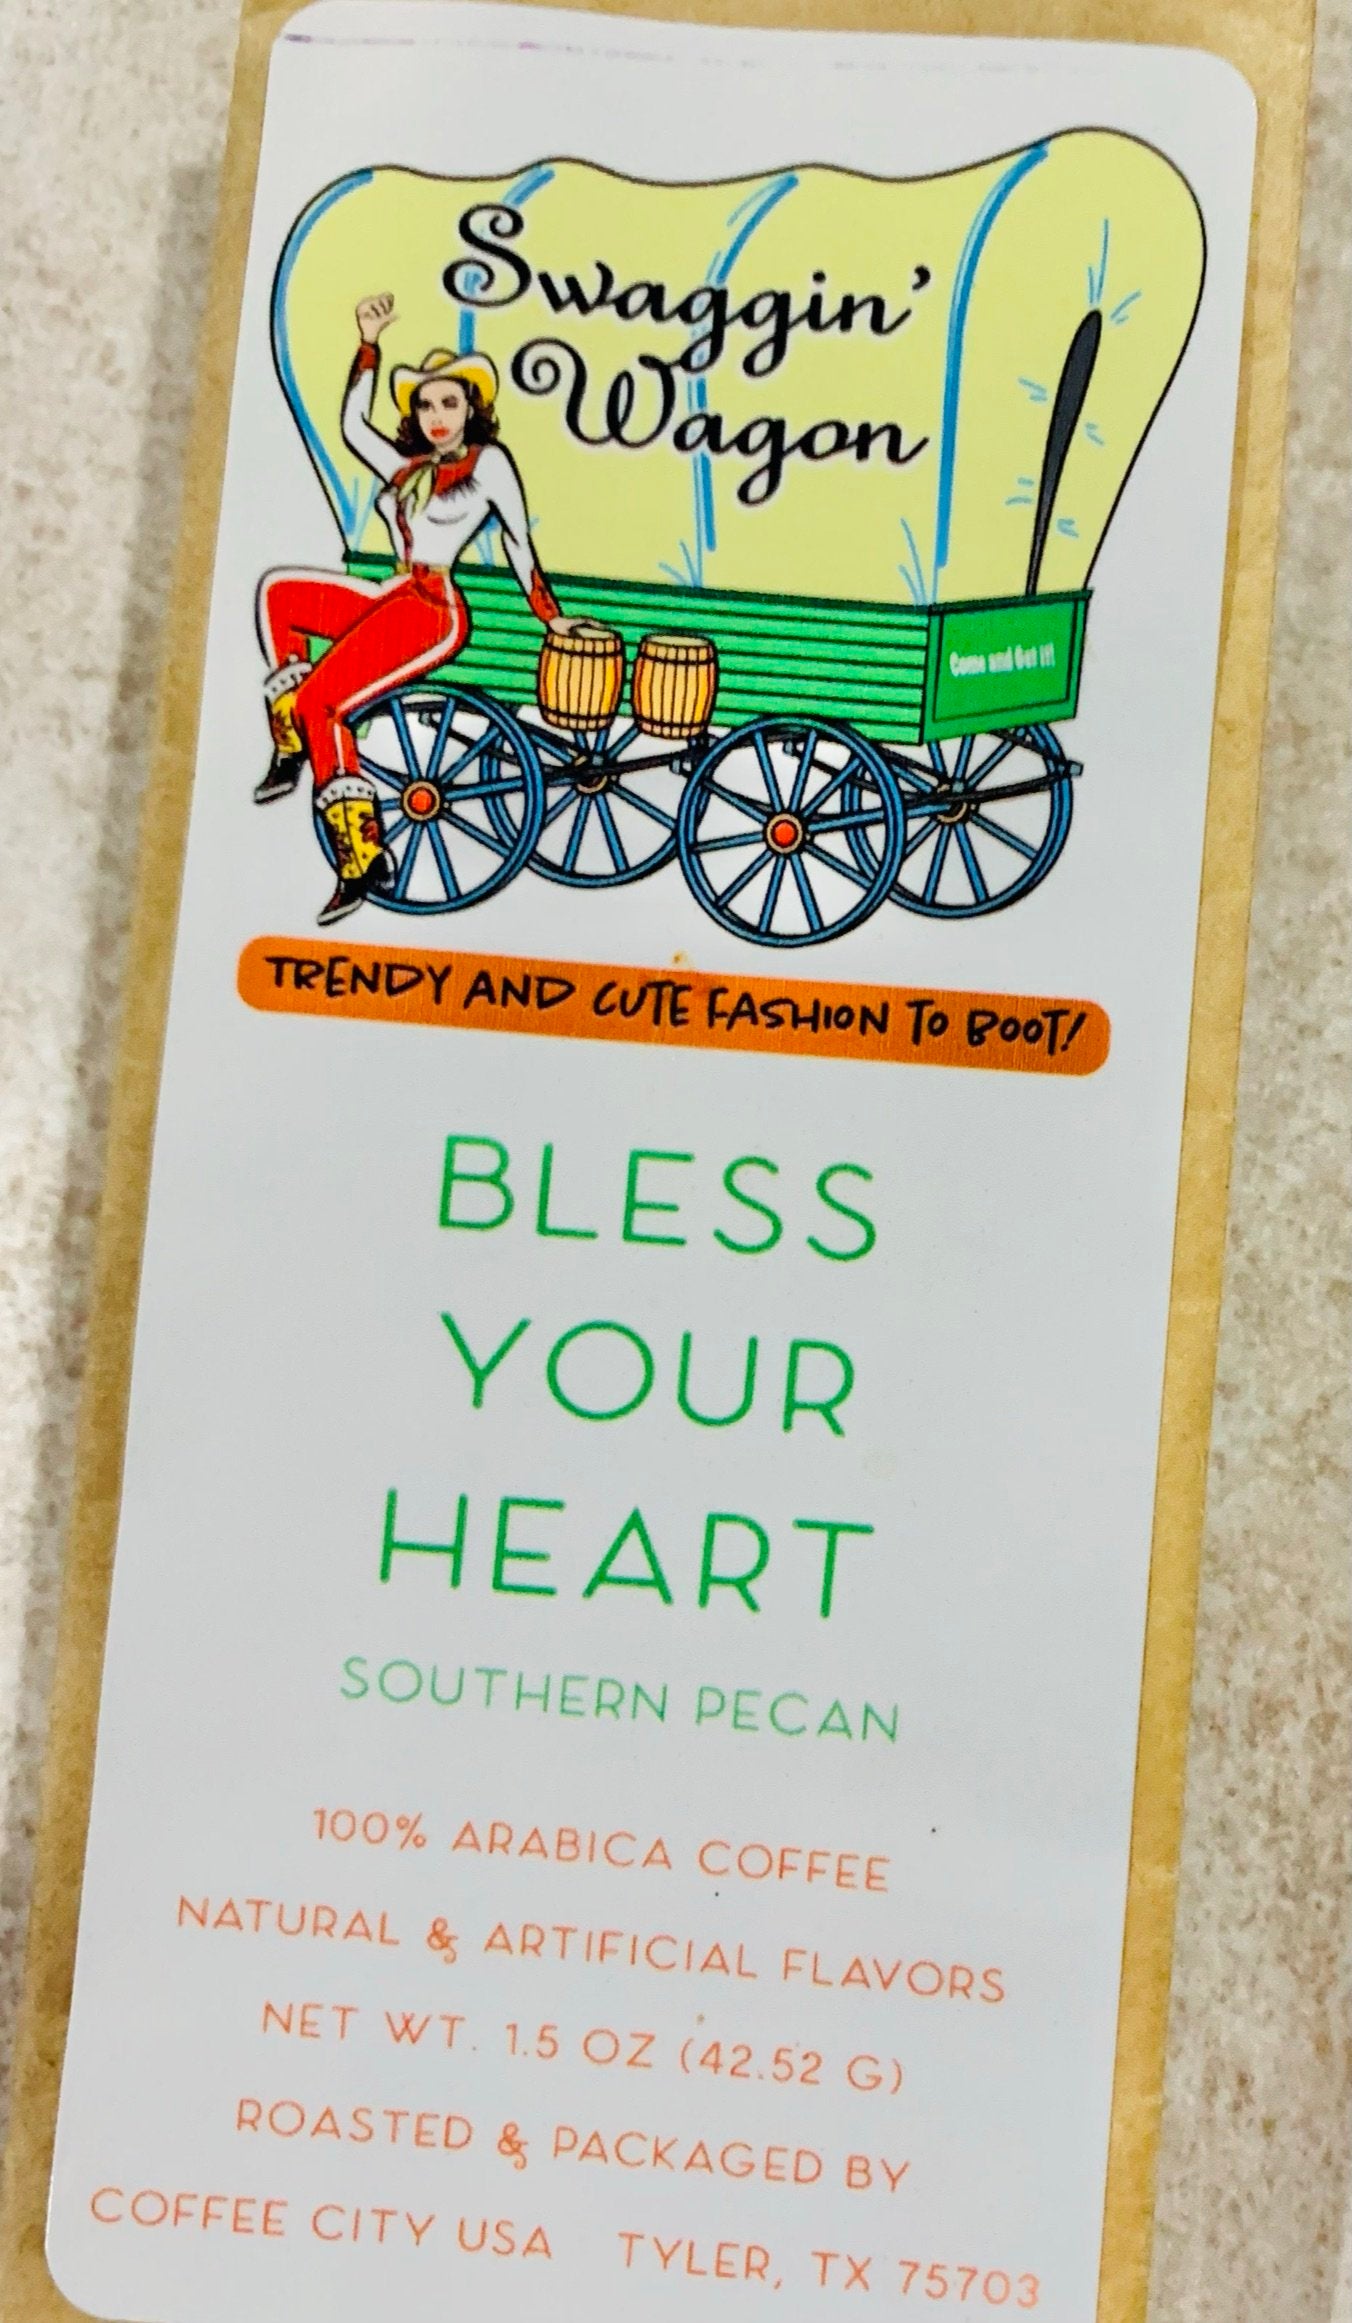 Swaggin'
Wagon
Come and Get It!
TRENDY AND CUTE FASHION TO BOOT!
BLESS
YOUR
HEART
SOUTHERN PECAN
100% ARABICA COFFEE
NATURAL & ARTIFICIAL FLAVORS
NET WT. 1.5 OZ (42.52 G)
ROASTED & PACKAGED BY
COFFEE CITY USA TYLER, TX 75703